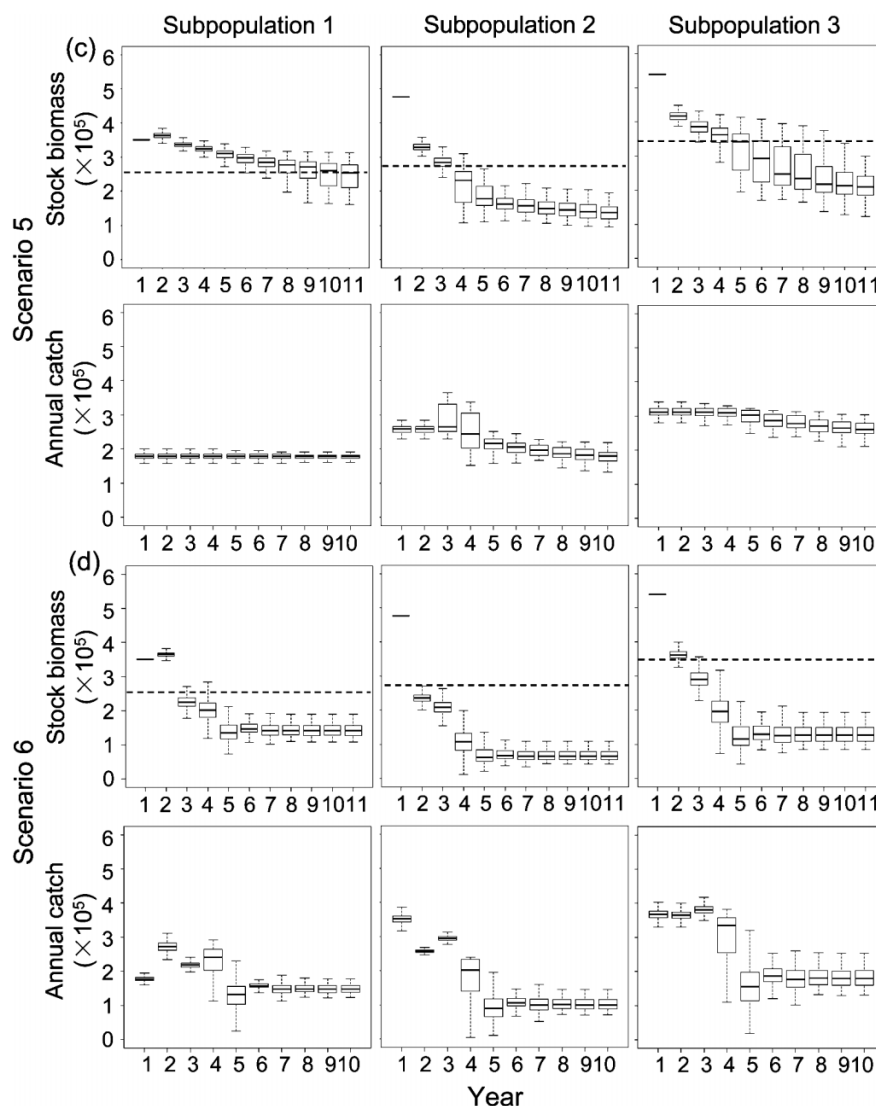 Subpopulation 1 Subpopulation 2 Subpopulation 3
(c)
Scenario 5
Stock biomass
(×10⁵)
6 5 4 3 2 1 0
1 2 3 4 5 6 7 8 9 10 11 1 2 3 4 5 6 7 8 9 10 11 1 2 3 4 5 6 7 8 9 10 11
Annual catch
(×10⁵)
6 5 4 3 2 1 0
1 2 3 4 5 6 7 8 9 10 1 2 3 4 5 6 7 8 9 10 1 2 3 4 5 6 7 8 9 10
(d)
Scenario 6
Stock biomass
(×10⁵)
6 5 4 3 2 1 0
1 2 3 4 5 6 7 8 9 10 11 1 2 3 4 5 6 7 8 9 10 11 1 2 3 4 5 6 7 8 9 10 11
Annual catch
(×10⁵)
6 5 4 3 2 1 0
1 2 3 4 5 6 7 8 9 10 1 2 3 4 5 6 7 8 9 10 1 2 3 4 5 6 7 8 9 10
Year